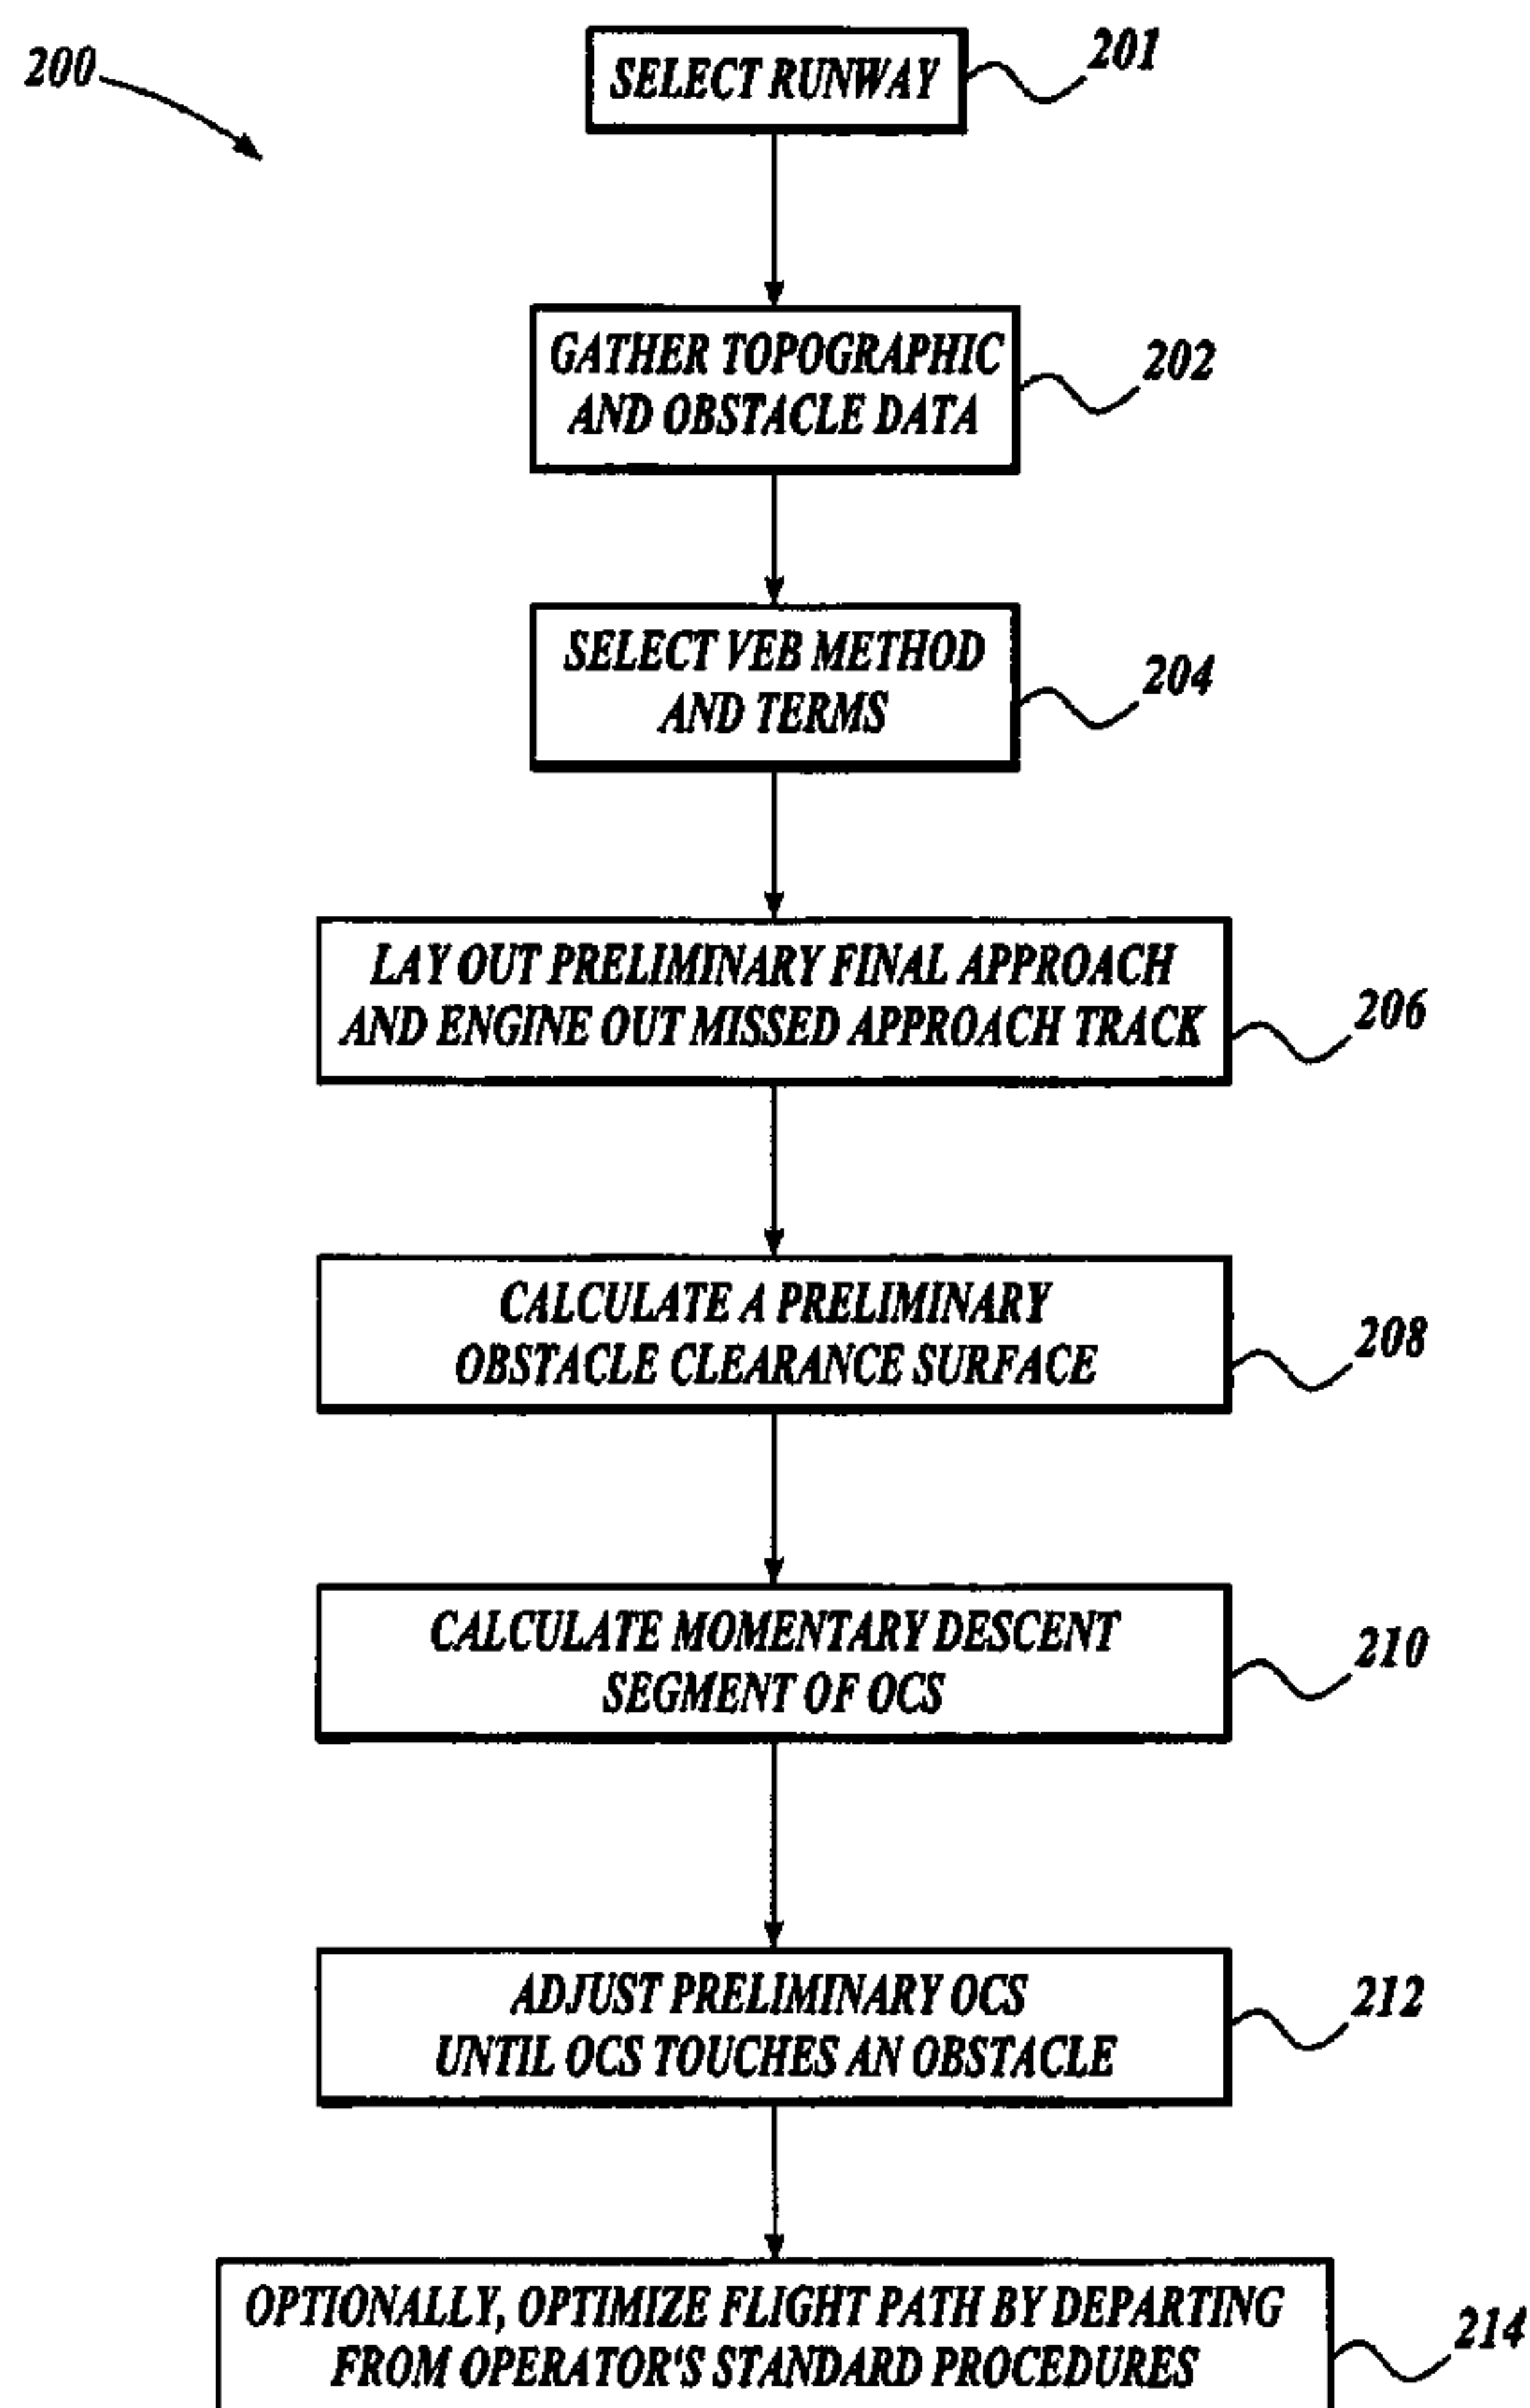 200
SELECT RUNWAY
201
GATHER TOPOGRAPHIC
AND OBSTACLE DATA
202
SELECT VEB METHOD
AND TERMS
204
LAY OUT PRELIMINARY FINAL APPROACH
AND ENGINE OUT MISSED APPROACH TRACK
206
CALCULATE A PRELIMINARY
OBSTACLE CLEARANCE SURFACE
208
CALCULATE MOMENTARY DESCENT
SEGMENT OF OCS
210
ADJUST PRELIMINARY OCS
UNTIL OCS TOUCHES AN OBSTACLE
212
OPTIONALLY, OPTIMIZE FLIGHT PATH BY DEPARTING
FROM OPERATOR'S STANDARD PROCEDURES
214